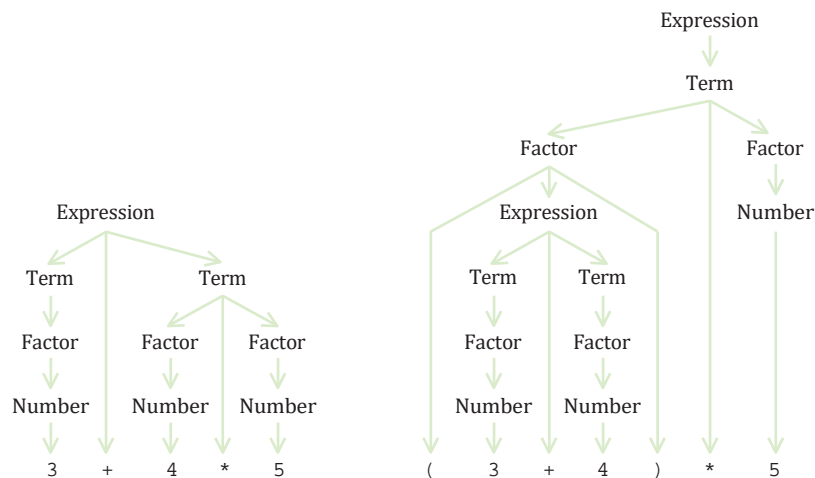 Expression
Term
Factor Factor
Expression Expression Number
Term Term Term Term
Factor Factor Factor Factor Factor
Number Number Number Number Number
3 + 4 * 5 ( 3 + 4 ) * 5